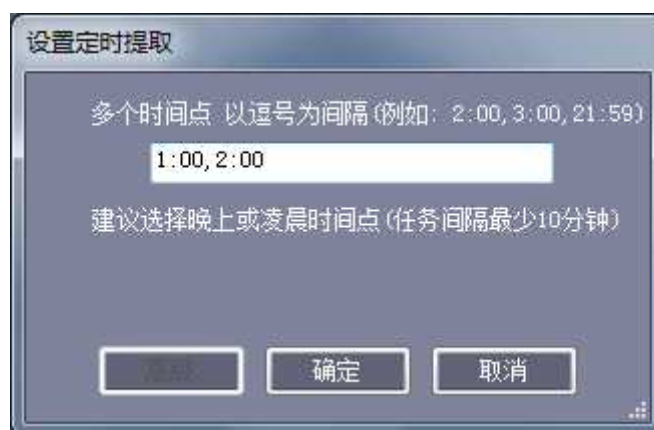 设置定时提取
多个时间点 以逗号为间隔(例如: 2:00,3:00,21:59)
1:00,2:00
建议选择晚上或凌晨时间点(任务间隔最少10分钟)
确定 取消